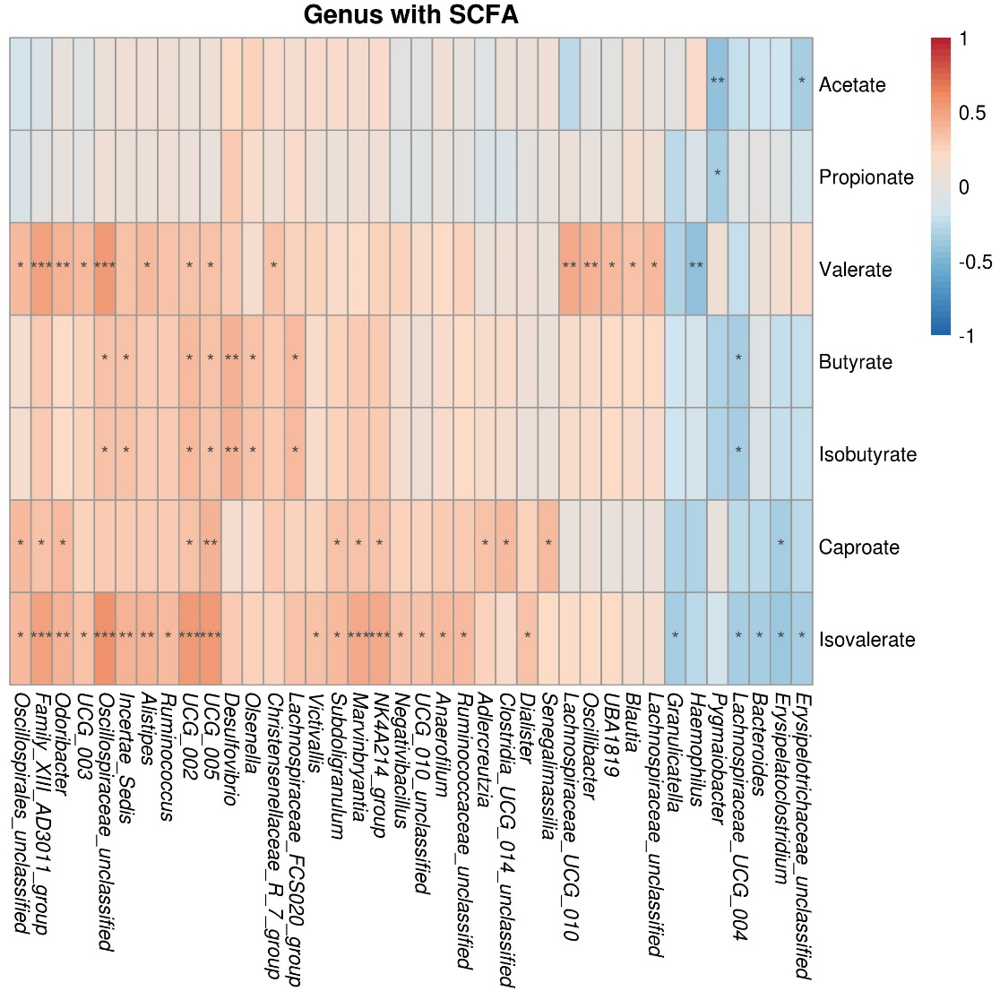 Genus with SCFA
1
0.5
0
-0.5
-1
** * Acetate
* Propionate
* *** ** * *** * * * * ** ** * * * ** Valerate
* * * * ** * * * Butyrate
* * * * ** * * * Isobutyrate
* * * * ** * * * * * * * Caproate
* *** ** * *** ** ** * *** *** * * *** *** * * * * * * * * * * Isovalerate
Oscillospirales_unclassified
Family_XIII_AD3011_group
Odoribacter
UCG_003
Oscillospiraceae_unclassified
Incertae_Sedis
Alistipes
Ruminococcus
UCG_002
UCG_005
Desulfovibrio
Olsenella
Christensenellaceae_R_7_group
Lachnospiraceae_FCS020_group
Victivallis
Subdoligranulum
Marvinbryantia
NK4A214_group
Negativibacillus
UCG_010_unclassified
Anaerofilum
Ruminococcaceae_unclassified
Adlercreutzia
Clostridia_UCG_014_unclassified
Dialister
Senegalimassilia
Lachnospiraceae_UCG_010
Oscillibacter
UBA1819
Blautia
Lachnospiraceae_unclassified
Granulicatella
Haemophilus
Pygmaiobacter
Lachnospiraceae_UCG_004
Bacteroides
Erysipelatoclostridium
Erysipelotrichaceae_unclassified